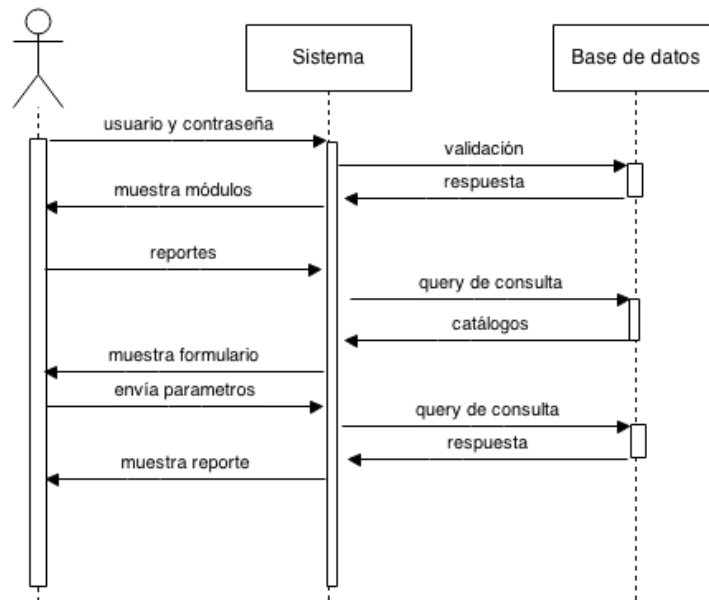 Sistema
Base de datos
usuario y contraseña
validación
respuesta
muestra módulos
reportes
query de consulta
catálogos
muestra formulario
envía parametros
query de consulta
respuesta
muestra reporte